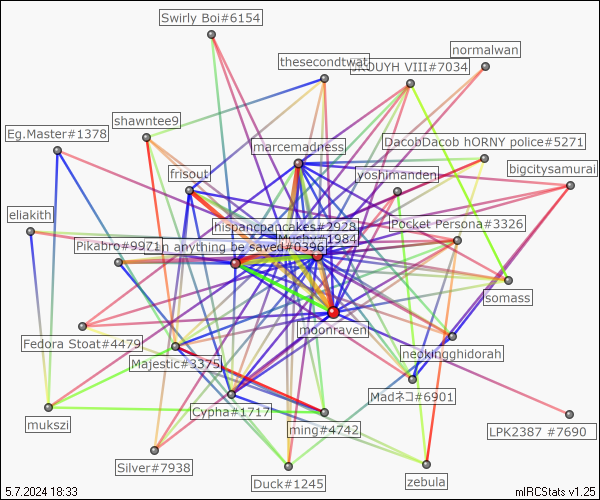 Swirly Boi#6154
normalwan
thesecondtwat
OUYH VIII#7034
shawntee9
Eg.Master#1378
marcemadness
DacobDacob hORNY police#5271
frisout
yoshimanden
bigcitysamurai
eliakith
hispancpancakes#2928
Pocket Persona#3326
Pikabro#9971
an anything be saved#0396
somass
moonraven
Fedora Stoat#4479
neokingghidorah
Majestic#3375
Madネコ#6901
mukszi
Cypha#1717
ming#4742
LPK2387 #7690
Silver#7938
Duck#1245
zebula
5.7.2024 18:33
mIRCStats v1.25